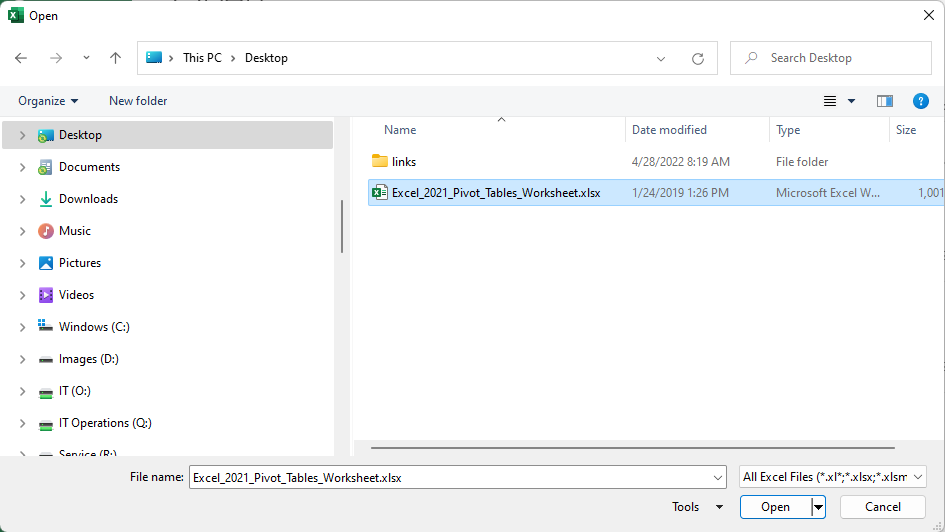 Open
This PC > Desktop
Search Desktop
Organize
New folder
?
Name
Date modified
Type
Size
Desktop
Documents
Downloads
Music
Pictures
Videos
Windows (C:)
Images (D:)
IT (O:)
IT Operations (Q:)
Service (R:)
links 4/28/2022 8:19 AM File folder
Excel_2021_Pivot_Tables_Worksheet.xlsx 1/24/2019 1:26 PM Microsoft Excel W... 1,001
File name: Excel_2021_Pivot_Tables_Worksheet.xlsx
All Excel Files (*.xl*;*.xlsx;*.xlsm
Tools
Open
Cancel